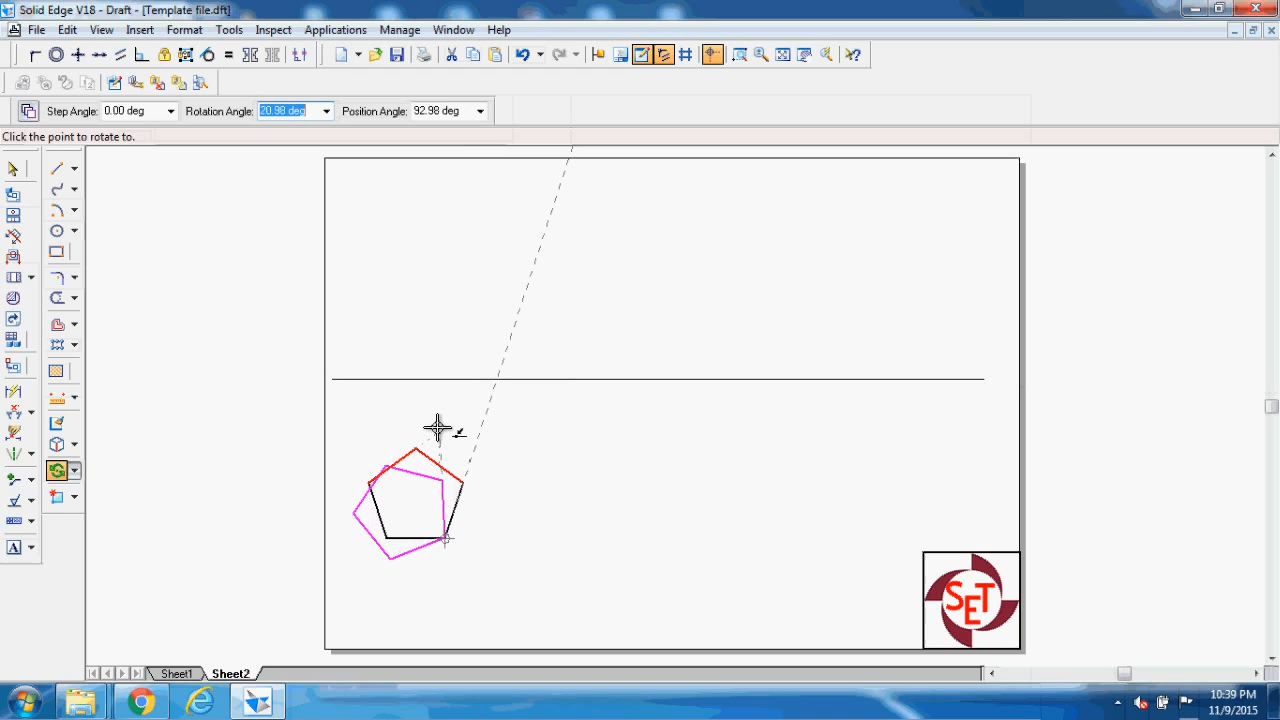 Solid Edge V18 - Draft - [Template file.dft]
File Edit View Insert Format Tools Inspect Applications Manage Window Help
Step Angle: 0.00 deg Rotation Angle: 20.98 deg Position Angle: 92.98 deg
Click the point to rotate to.
SET
A
Sheet1 Sheet2
10:39 PM
11/9/2015